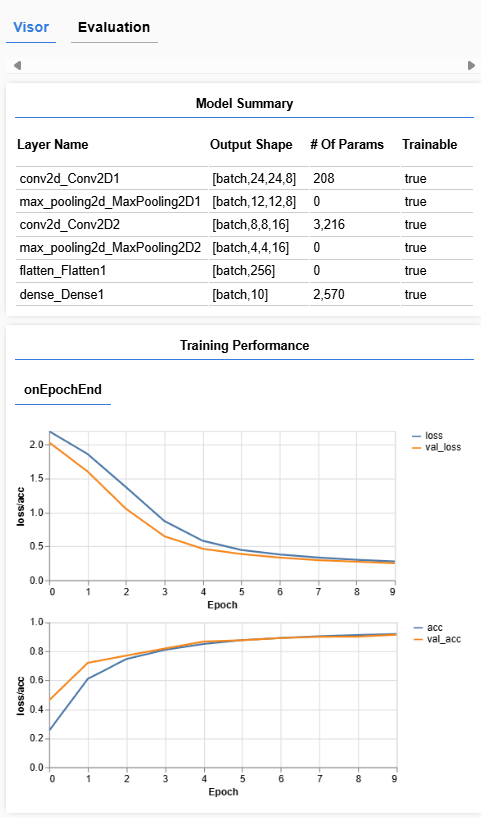 Visor Evaluation
Model Summary
Layer Name Output Shape # Of Params Trainable
conv2d_Conv2D1 [batch,24,24,8] 208 true
max_pooling2d_MaxPooling2D1 [batch,12,12,8] 0 true
conv2d_Conv2D2 [batch,8,8,16] 3,216 true
max_pooling2d_MaxPooling2D2 [batch,4,4,16] 0 true
flatten_Flatten1 [batch,256] 0 true
dense_Dense1 [batch,10] 2,570 true
Training Performance
onEpochEnd
loss
val_loss
2.0
1.5
1.0
0.5
0.0
loss/acc
0 1 2 3 4 5 6 7 8 9
Epoch
acc
val_acc
1.0
0.8
0.6
0.4
0.2
0.0
loss/acc
0 1 2 3 4 5 6 7 8 9
Epoch